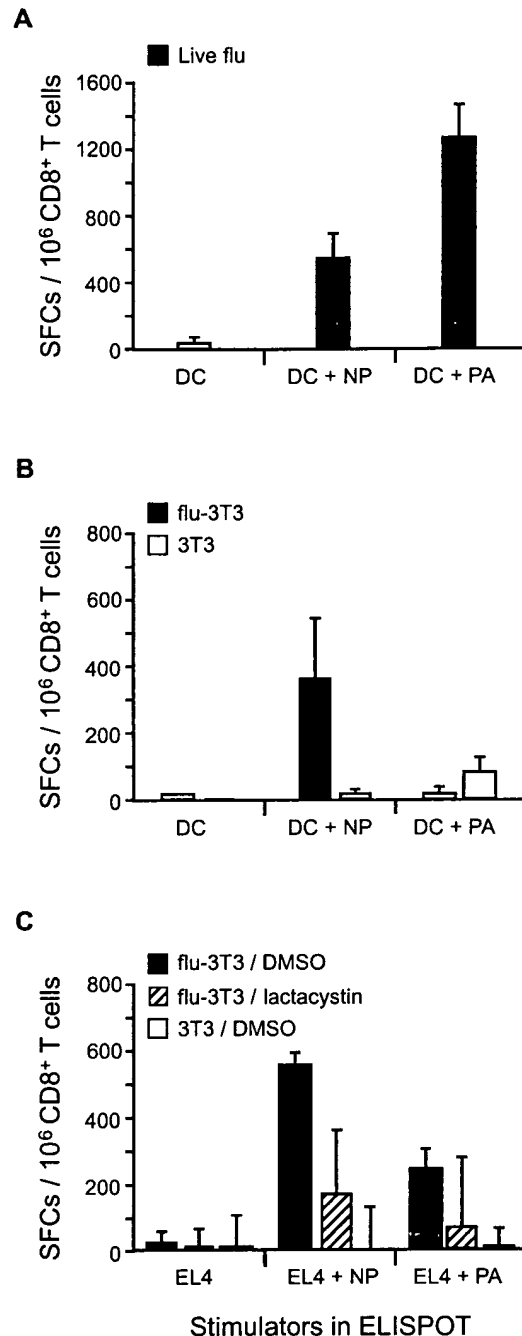 A
Live flu
SFCs / 10⁶ CD8⁺ T cells
1600
1200
800
400
0
DC
DC + NP
DC + PA
B
flu-3T3
3T3
SFCs / 10⁶ CD8⁺ T cells
800
600
400
200
0
DC
DC + NP
DC + PA
C
flu-3T3 / DMSO
flu-3T3 / lactacystin
3T3 / DMSO
SFCs / 10⁶ CD8⁺ T cells
800
600
400
200
0
EL4
EL4 + NP
EL4 + PA
Stimulators in ELISPOT